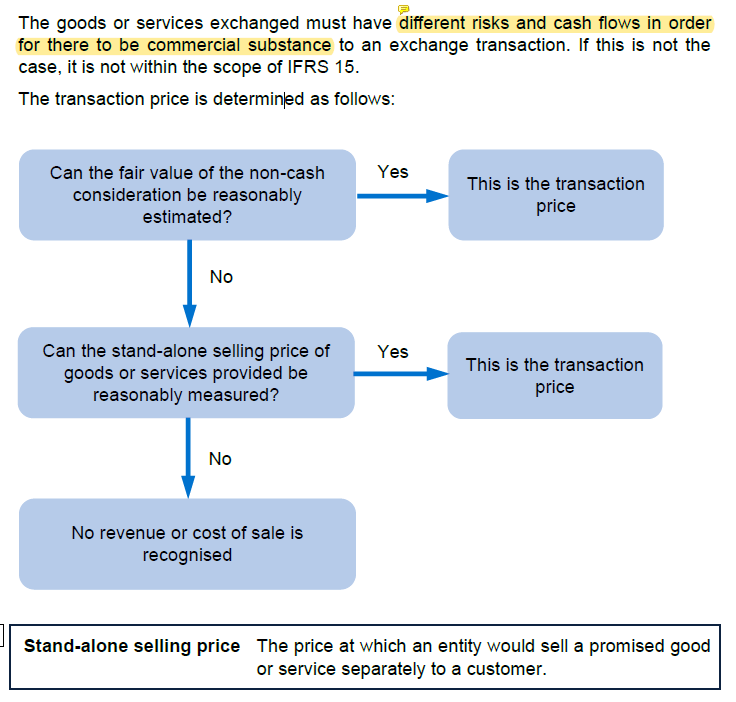 The goods or services exchanged must have different risks and cash flows in order
for there to be commercial substance to an exchange transaction. If this is not the
case, it is not within the scope of IFRS 15.
The transaction price is determined as follows:
Can the fair value of the non-cash
consideration be reasonably
estimated?
Yes
This is the transaction
price
No
Can the stand-alone selling price of
goods or services provided be
reasonably measured?
Yes
This is the transaction
price
No
No revenue or cost of sale is
recognised
Stand-alone selling price The price at which an entity would sell a promised good
or service separately to a customer.